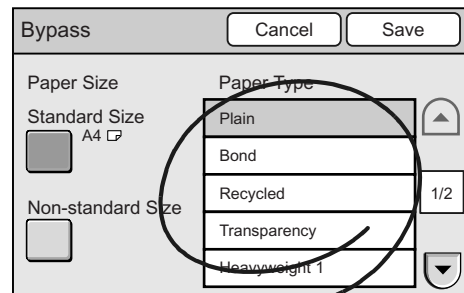 Bypass Cancel Save
Paper Size Paper Type
Standard Size
A4
Plain
Bond
Recycled
Transparency
Heavyweight 1
1/2
Non-standard Size